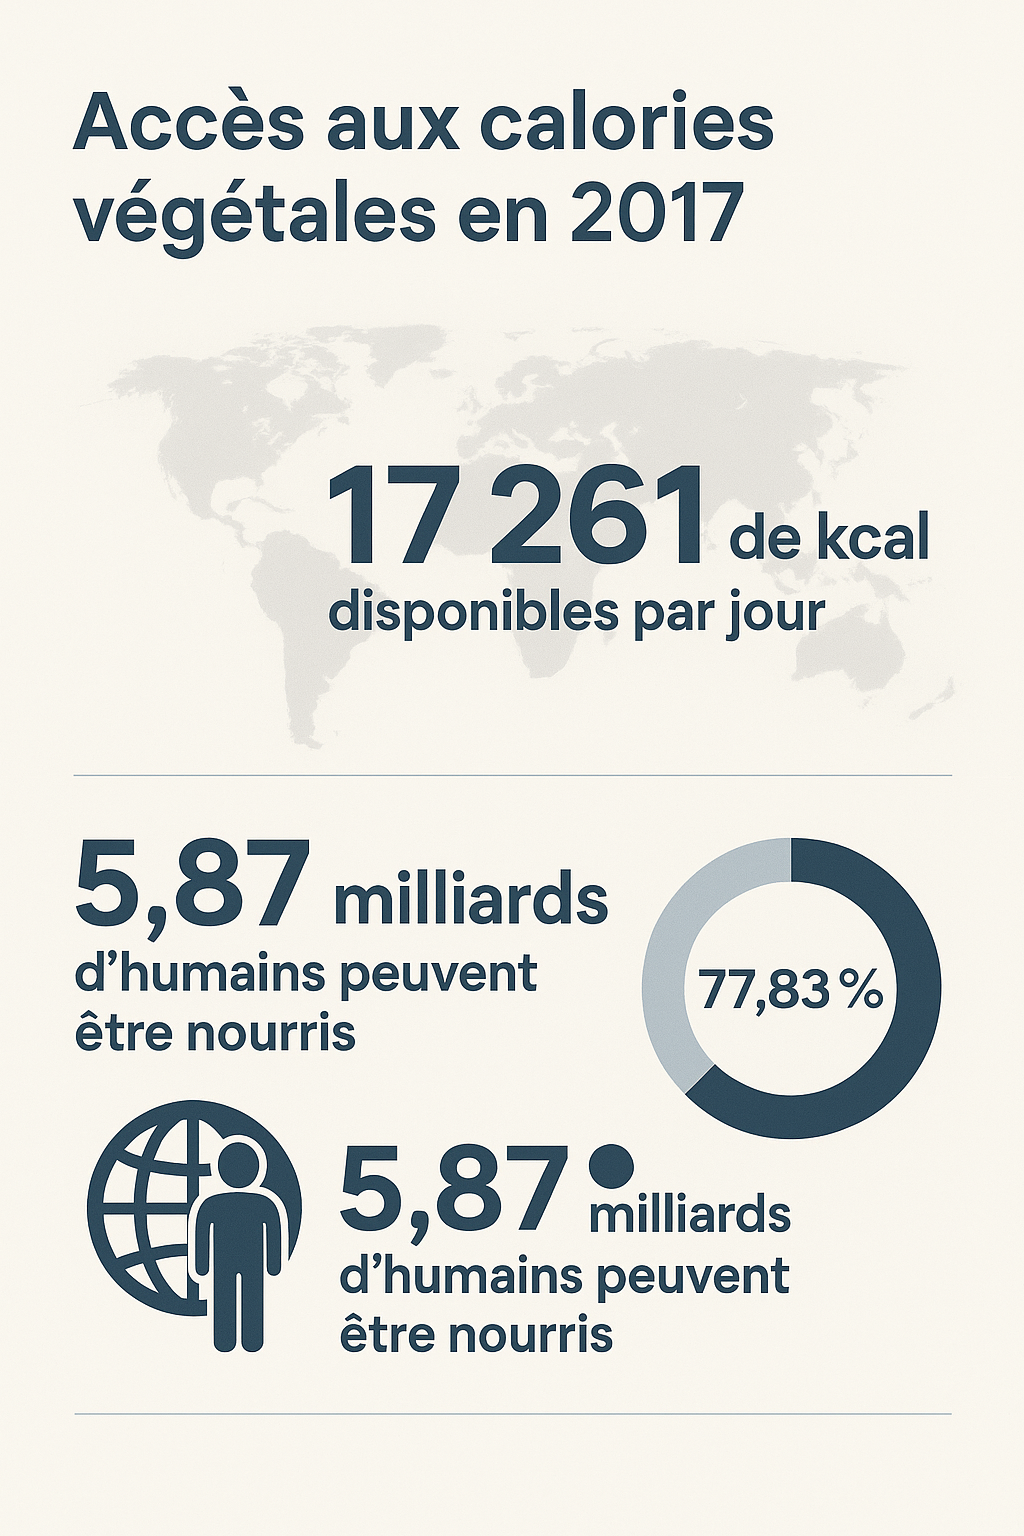 Accès aux calories
végétales en 2017
17 261 de kcal
disponibles par jour
5,87 milliards
d’humains peuvent
être nourris
77,83 %
5,87 milliards
d’humains peuvent
être nourris